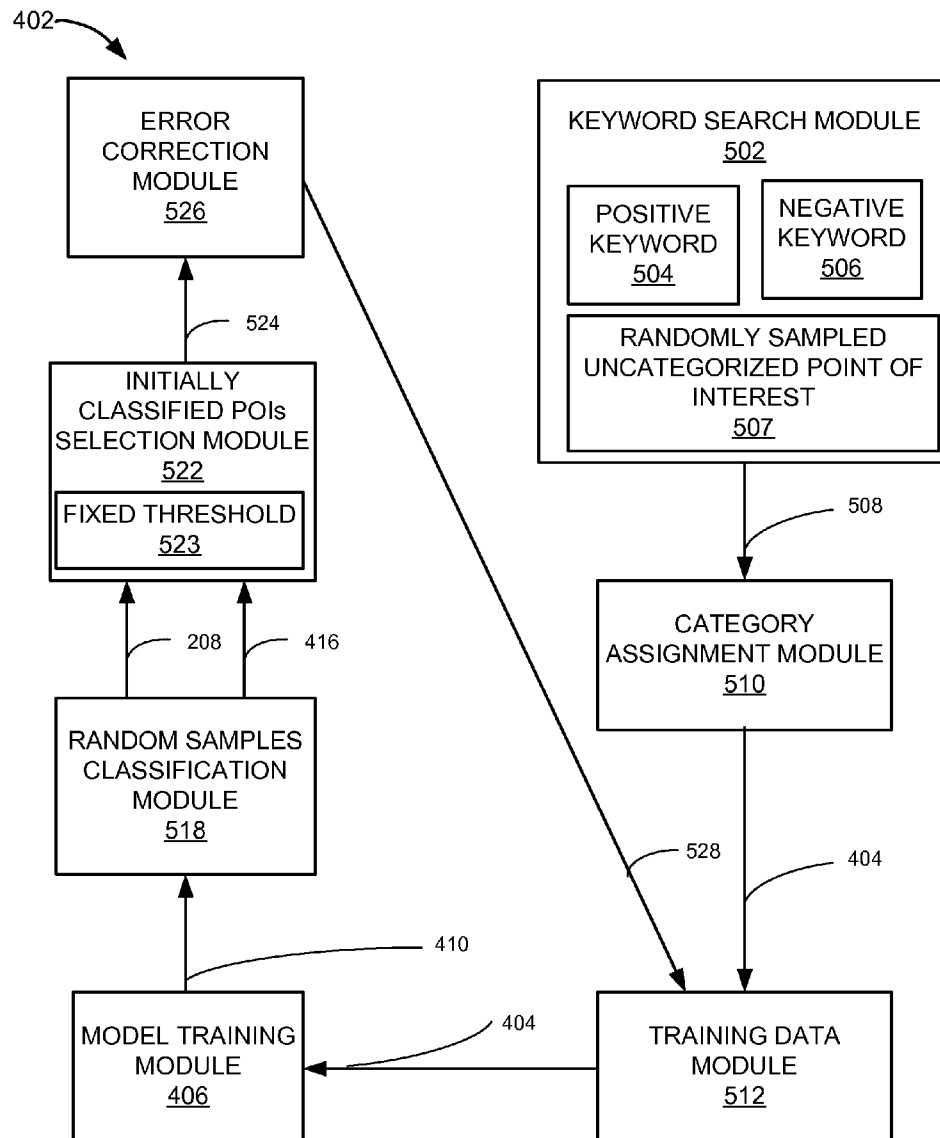 402
ERROR
CORRECTION
MODULE
526
524
INITIALLY
CLASSIFIED POIs
SELECTION MODULE
522
FIXED THRESHOLD
523
208
416
RANDOM SAMPLES
CLASSIFICATION
MODULE
518
410
MODEL TRAINING
MODULE
406
KEYWORD SEARCH MODULE
502
POSITIVE
KEYWORD
504
NEGATIVE
KEYWORD
506
RANDOMLY SAMPLED
UNCATEGORIZED POINT OF
INTEREST
507
508
CATEGORY
ASSIGNMENT MODULE
510
528
404
404
TRAINING DATA
MODULE
512